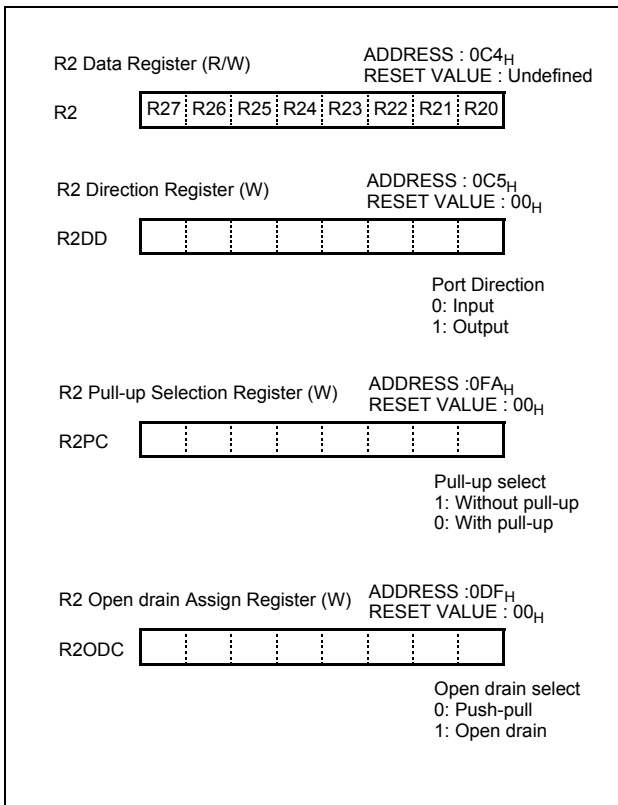 R2 Data Register (R/W) ADDRESS : 0C4H
RESET VALUE : Undefined
R2 R27 R26 R25 R24 R23 R22 R21 R20
R2 Direction Register (W) ADDRESS : 0C5H
RESET VALUE : 00H
R2DD
Port Direction
0: Input
1: Output
R2 Pull-up Selection Register (W) ADDRESS :0FAH
RESET VALUE : 00H
R2PC
Pull-up select
1: Without pull-up
0: With pull-up
R2 Open drain Assign Register (W) ADDRESS :0DFH
RESET VALUE : 00H
R2ODC
Open drain select
0: Push-pull
1: Open drain